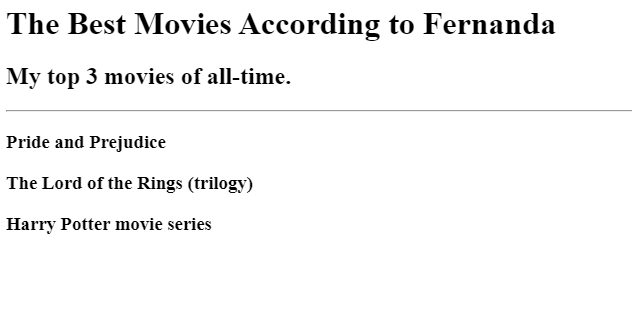 The Best Movies According to Fernanda
My top 3 movies of all-time.
Pride and Prejudice
The Lord of the Rings (trilogy)
Harry Potter movie series